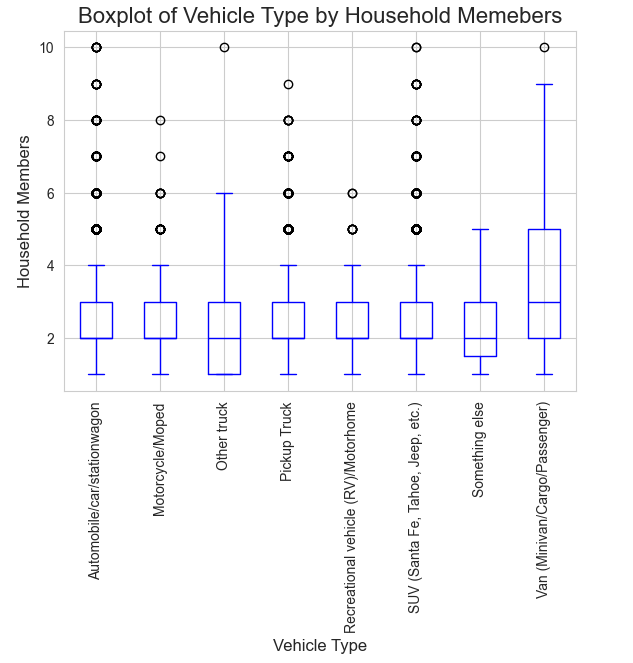 Boxplot of Vehicle Type by Household Memebers
10
8
6
4
2
Household Members
Automobile/car/stationwagon
Motorcycle/Moped
Other truck
Pickup Truck
Recreational vehicle (RV)/Motorhome
SUV (Santa Fe, Tahoe, Jeep, etc.)
Something else
Van (Minivan/Cargo/Passenger)
Vehicle Type